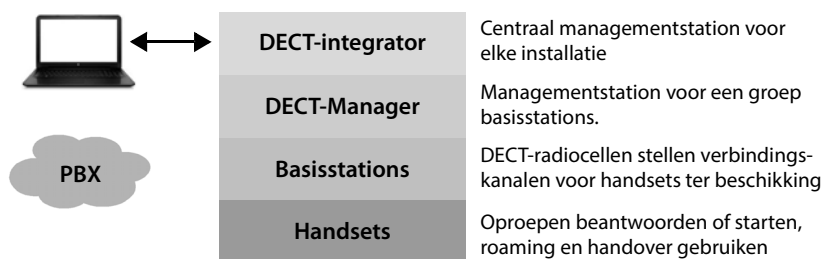 DECT-integrator
Centraal managementstation voor
elke installatie
DECT-Manager
Managementstation voor een groep
basisstations.
PBX
Basisstations
DECT-radiocellen stellen verbindings-
kanalen voor handsets ter beschikking
Handsets
Oproepen beantwoorden of starten,
roaming en handover gebruiken